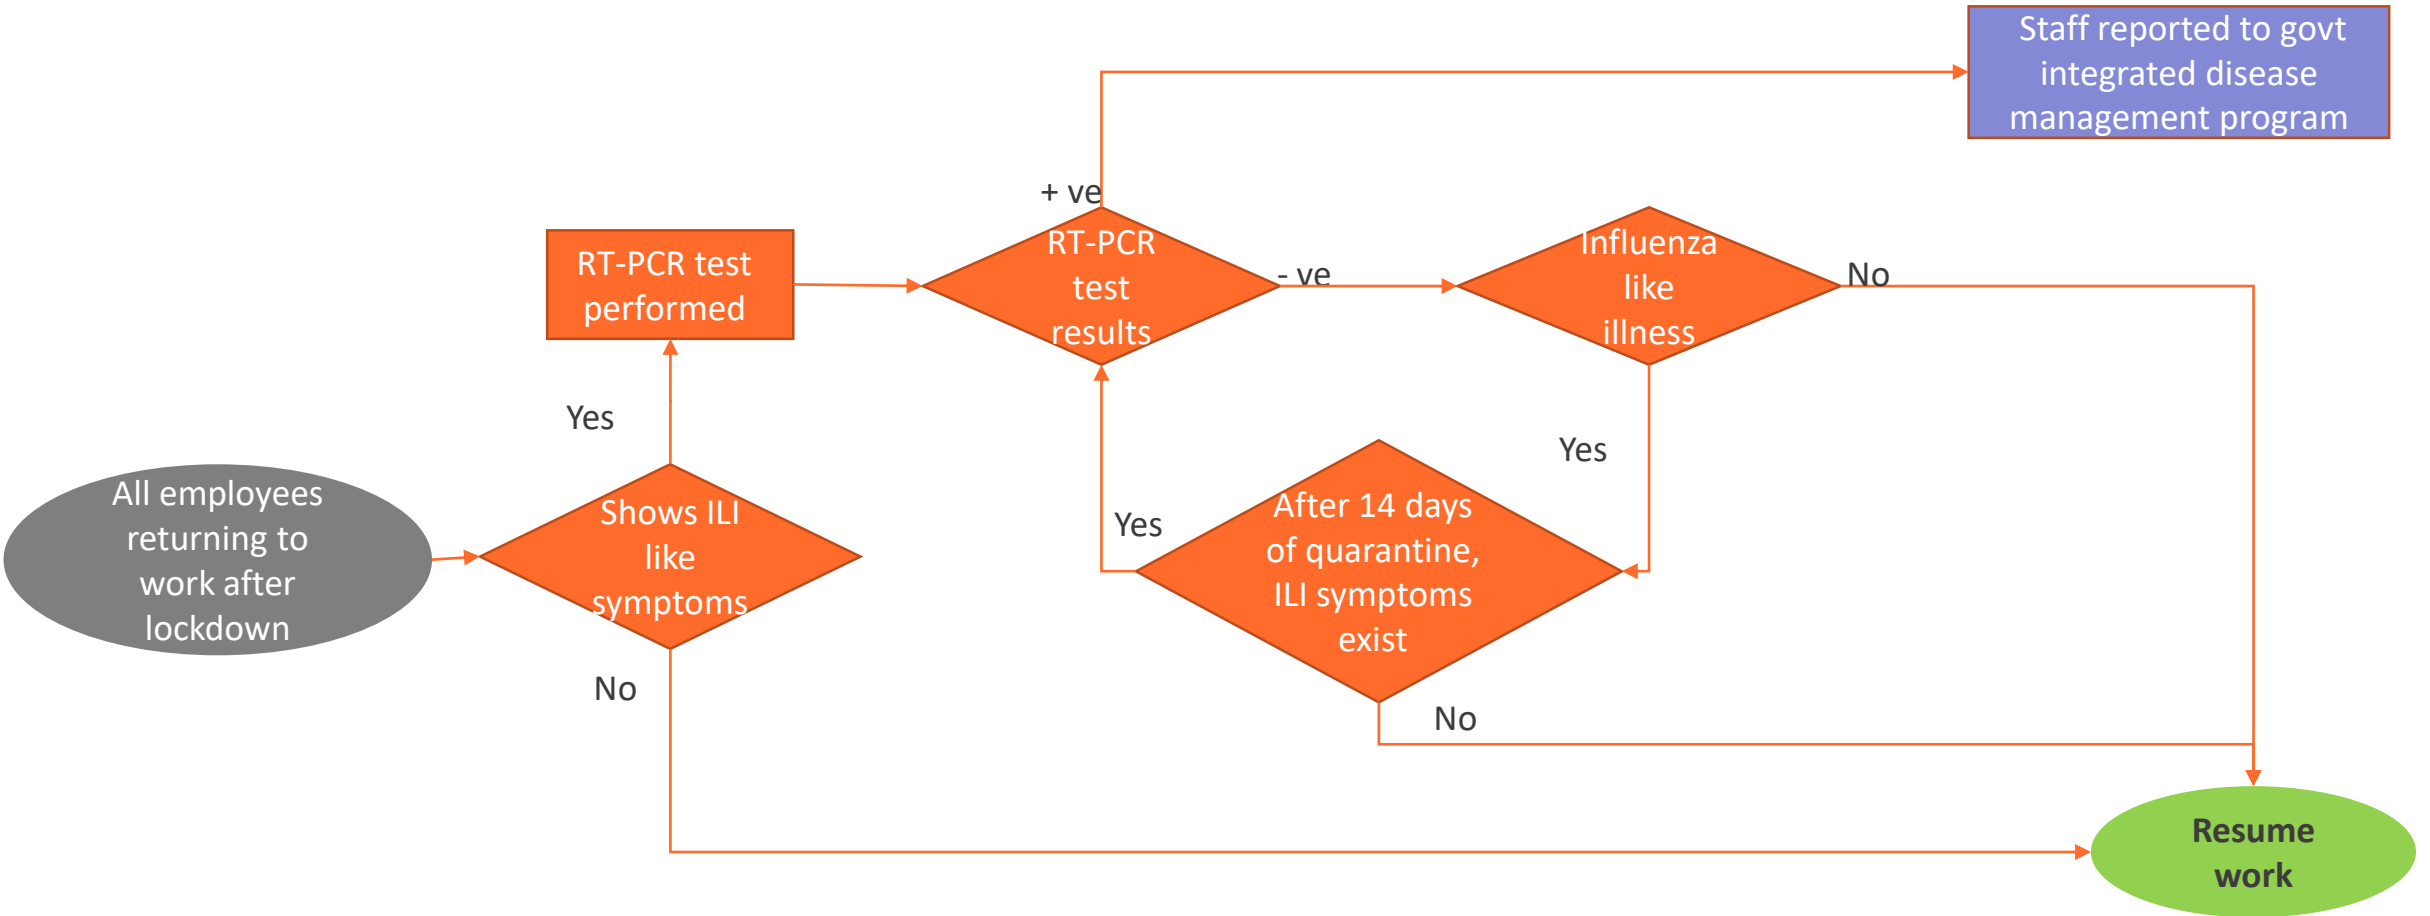 Staff reported to govt
integrated disease
management program
+ ve
RT-PCR test
performed
RT-PCR
test
results
- ve
Influenza
like
illness
No
Yes
Yes
All employees
returning to
work after
lockdown
Shows ILI
like
symptoms
Yes
After 14 days
of quarantine,
ILI symptoms
exist
No
No
Resume
work